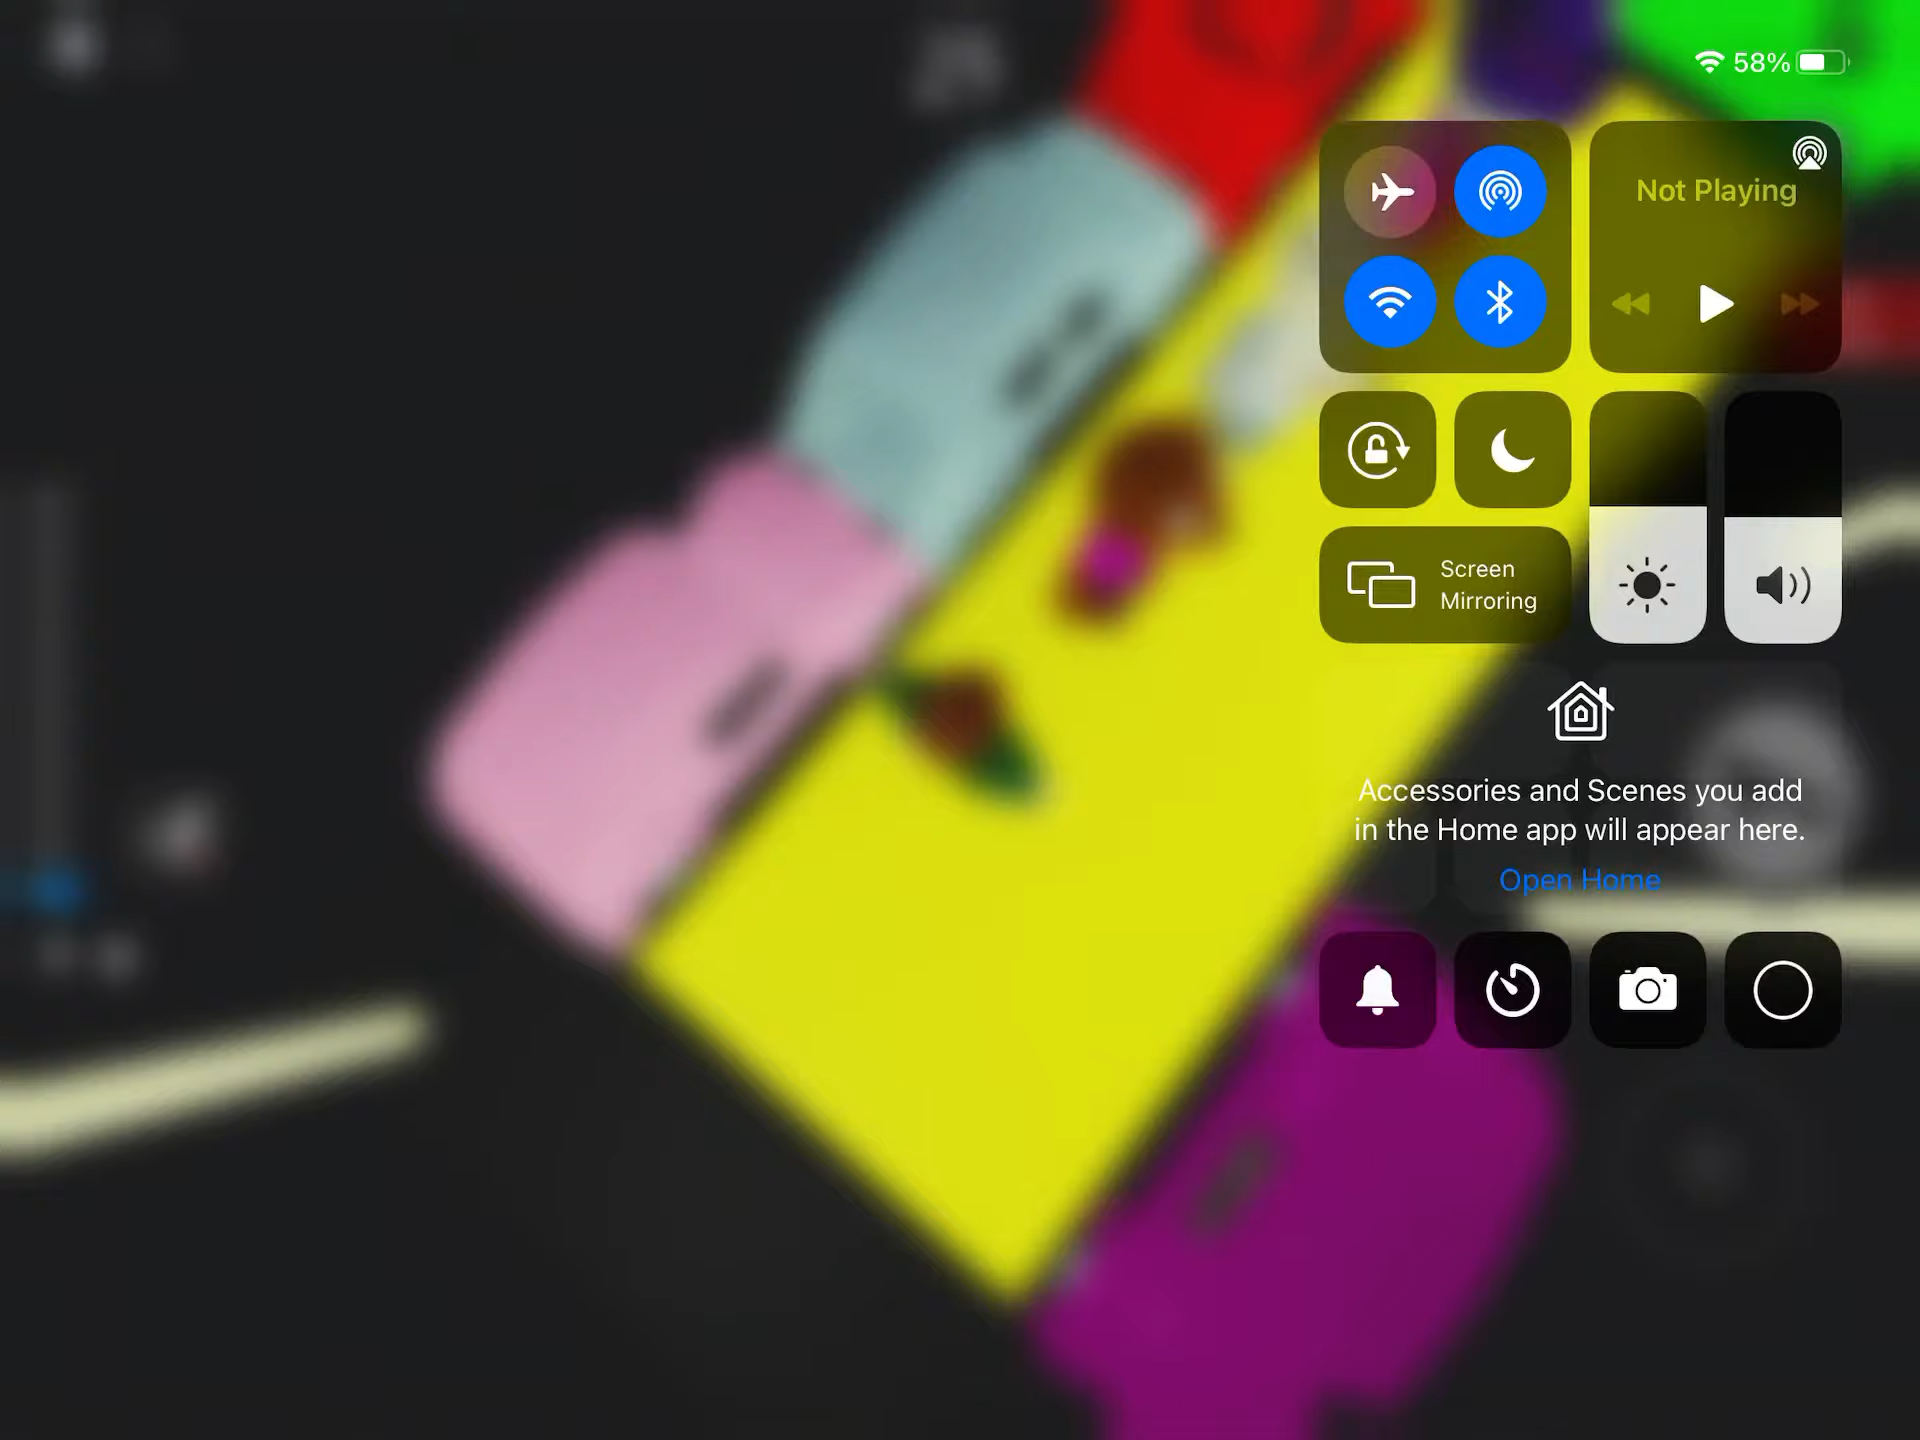 58%
Not Playing
Screen
Mirroring
Accessories and Scenes you add
in the Home app will appear here.
Open Home